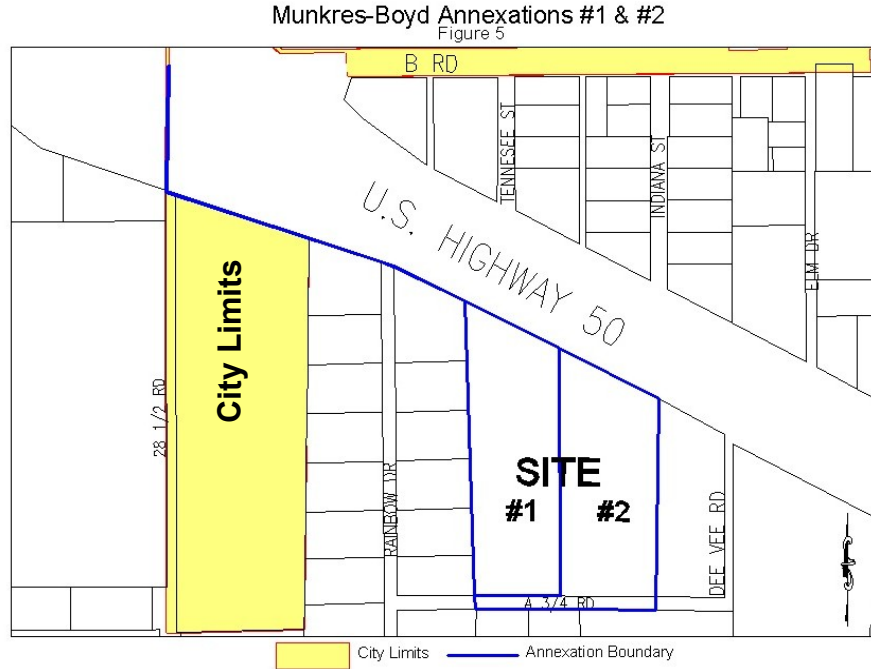 Munkres-Boyd Annexations #1 & #2
Figure 5
B RD
TENNESEE ST
INDIANA ST
ELM DR
U.S. HIGHWAY 50
City Limits
28 1/2 RD
RAINBOW DR
SITE
#1
#2
DEE VEE RD
A 3/4 RD
City Limits
Annexation Boundary